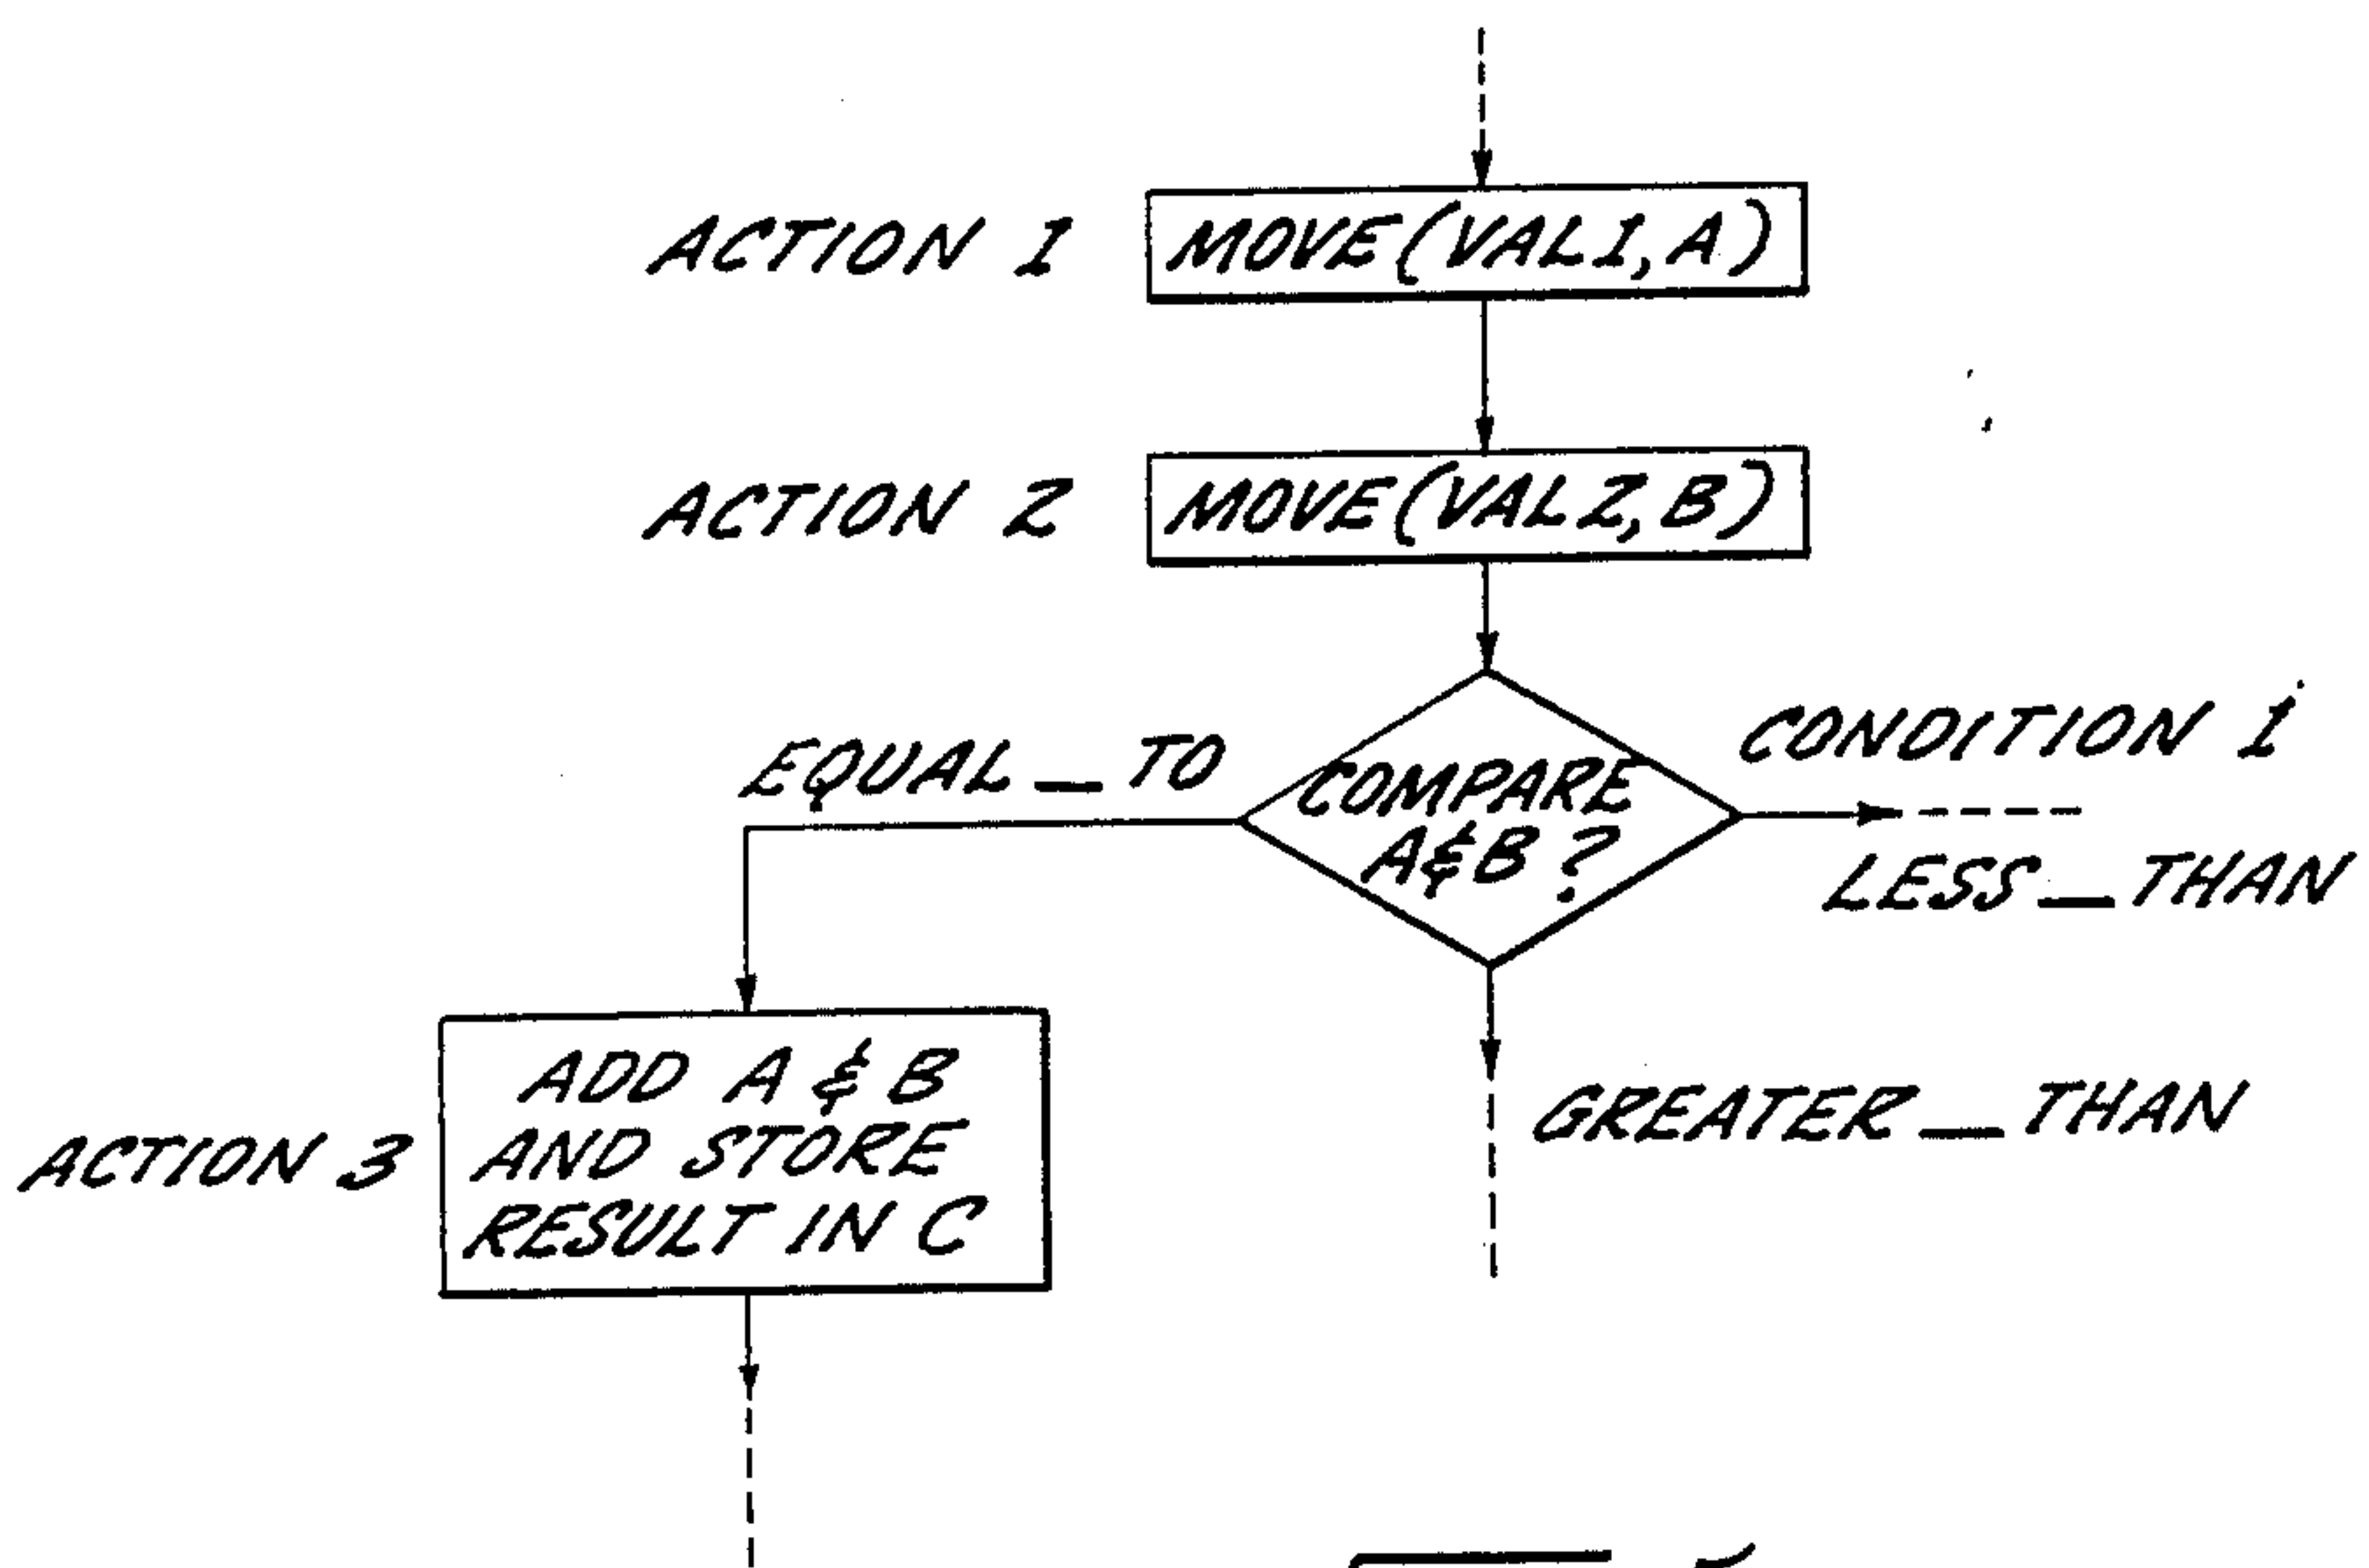 ACTION 1
MOVE(VAL1,A)
ACTION 2
MOVE(VAL2,B)
EQUAL_TO
COMPARE
A&B?
CONDITION 1
LESS_THAN
GREATER_THAN
ACTION 3
ADD A & B
AND STORE
RESULT IN C